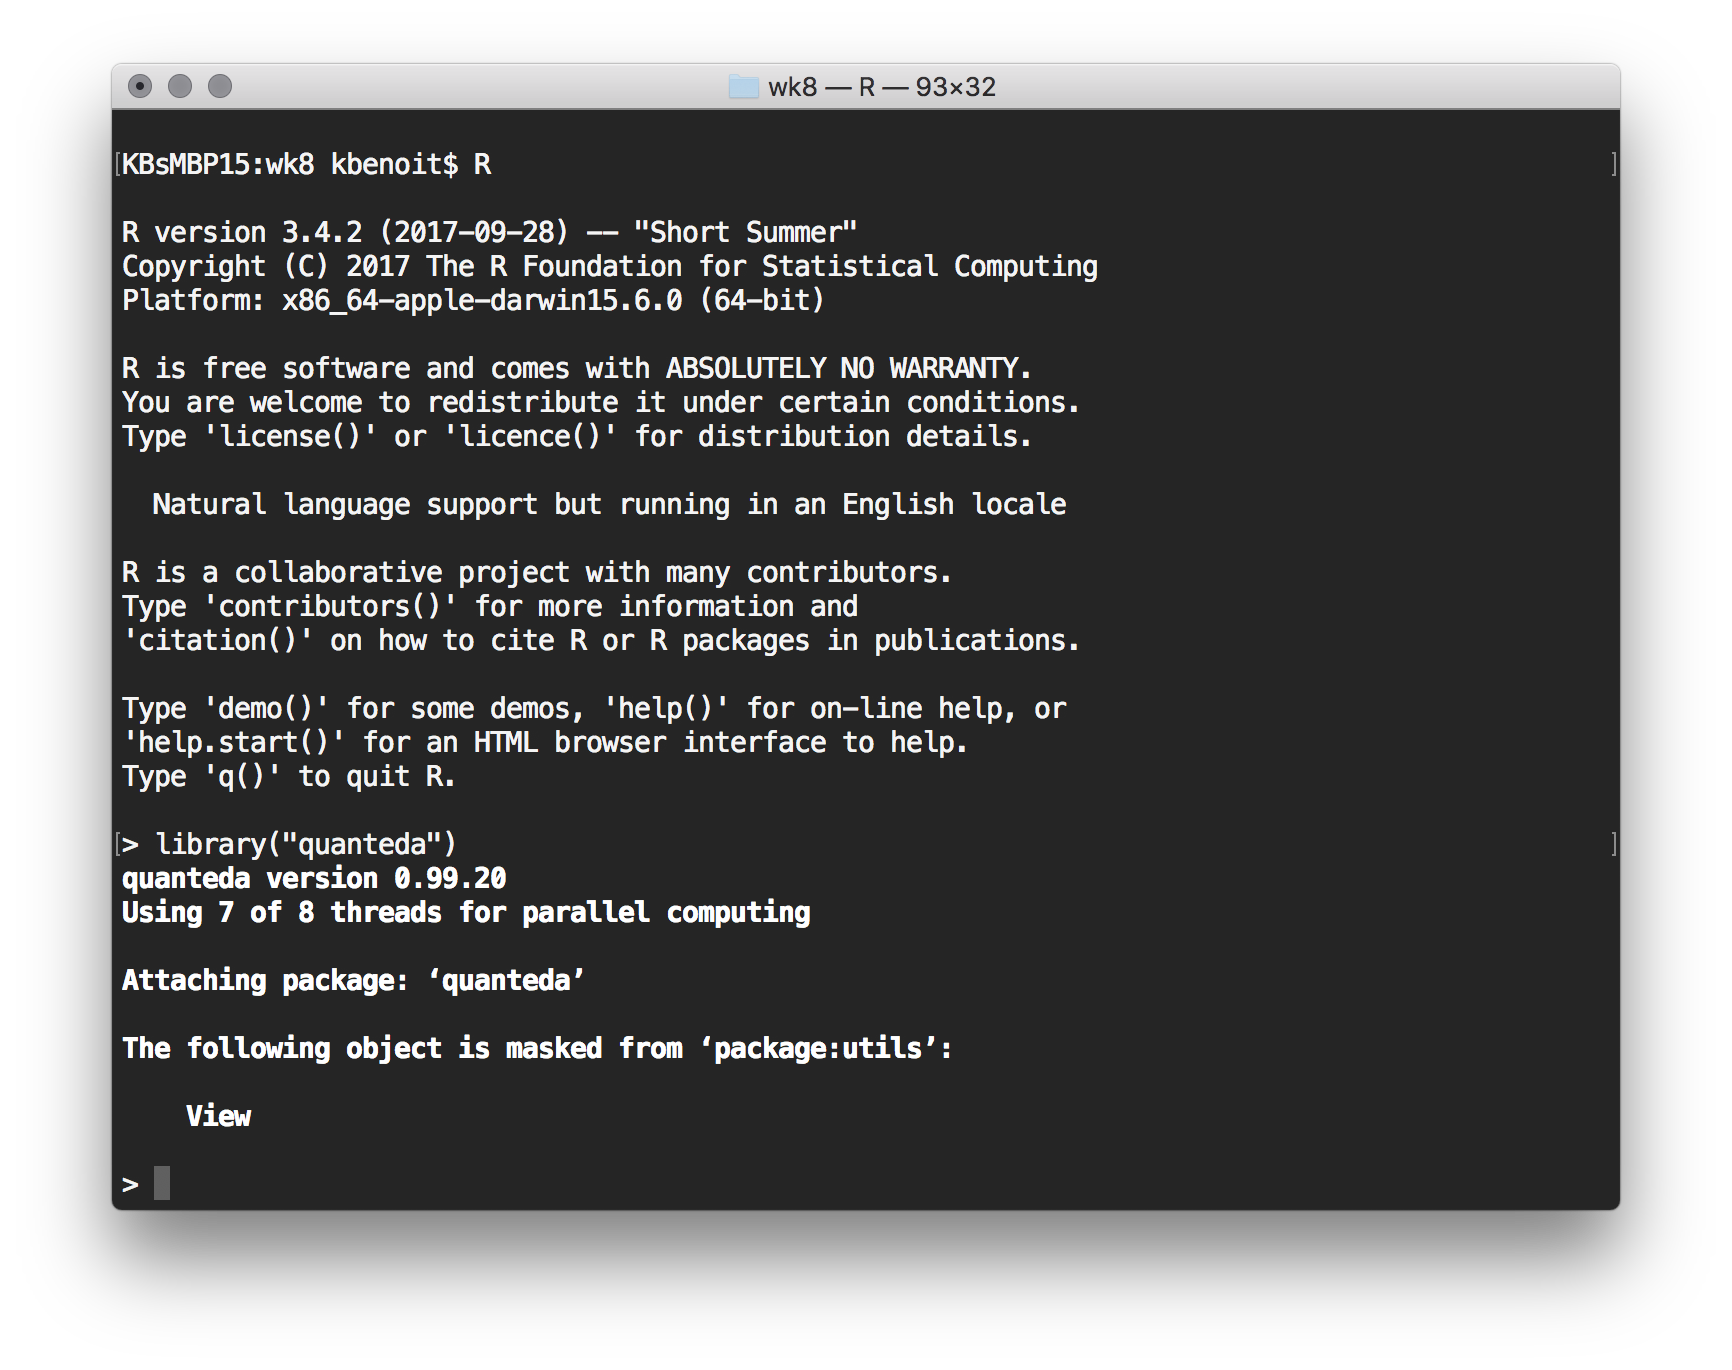 wk8 — R — 93×32
[KBsMBP15:wk8 kbenoit$ R ]
R version 3.4.2 (2017-09-28) -- "Short Summer"
Copyright (C) 2017 The R Foundation for Statistical Computing
Platform: x86_64-apple-darwin15.6.0 (64-bit)
R is free software and comes with ABSOLUTELY NO WARRANTY.
You are welcome to redistribute it under certain conditions.
Type 'license()' or 'licence()' for distribution details.
Natural language support but running in an English locale
R is a collaborative project with many contributors.
Type 'contributors()' for more information and
'citation()' on how to cite R or R packages in publications.
Type 'demo()' for some demos, 'help()' for on-line help, or
'help.start()' for an HTML browser interface to help.
Type 'q()' to quit R.
[> library("quanteda") ]
quanteda version 0.99.20
Using 7 of 8 threads for parallel computing
Attaching package: ‘quanteda’
The following object is masked from ‘package:utils’:
View
>